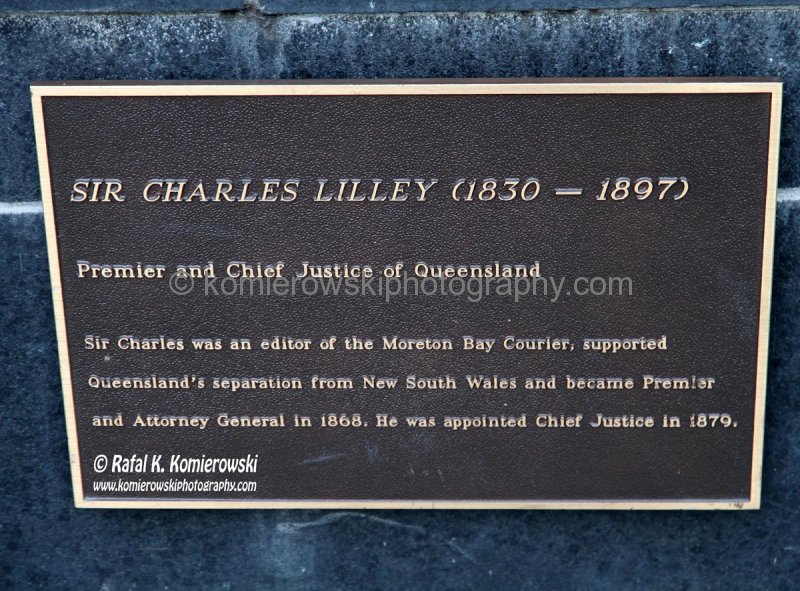 SIR CHARLES LILLEY (1830 — 1897)
Premier and Chief Justice of Queensland
© komierowskiphotography.com ©
Sir Charles was an editor of the Moreton Bay Courier, supported
Queensland's separation from New South Wales and became Premier
and Attorney General in 1868. He was appointed Chief Justice in 1879.
© Rafal K. Komierowski
www.komierowskiphotography.com